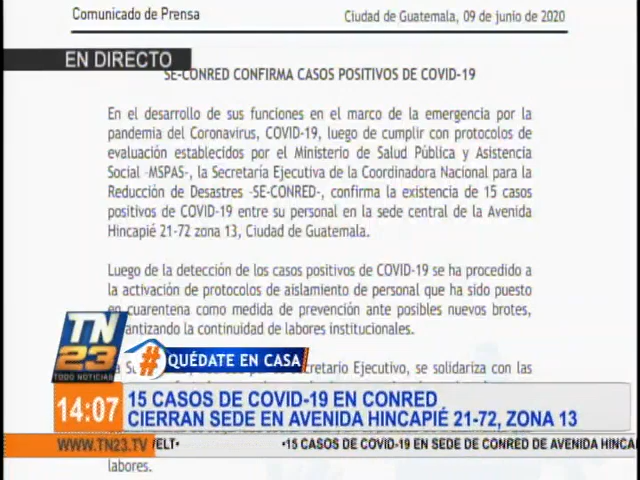 Comunicado de Prensa
Ciudad de Guatemala, 09 de junio de 2020
EN DIRECTO
SE-CONRED CONFIRMA CASOS POSITIVOS DE COVID-19
En el desarrollo de sus funciones en el marco de la emergencia por la
pandemia del Coronavirus, COVID-19, luego de cumplir con protocolos de
evaluación establecidos por el Ministerio de Salud Pública y Asistencia
Social -MSPAS-, la Secretaría Ejecutiva de la Coordinadora Nacional para la
Reducción de Desastres -SE-CONRED-, confirma la existencia de 15 casos
positivos de COVID-19 entre su personal en la sede central de la Avenida
Hincapié 21-72 zona 13, Ciudad de Guatemala.
Luego de la detección de los casos positivos de COVID-19 se ha procedido a
la activación de protocolos de aislamiento de personal que ha sido puesto
en cuarentena como medida de prevención ante posibles nuevos brotes,
antizando la continuidad de labores institucionales.
secretario Ejecutivo, se solidariza con las
TN
23
TODO NOTICIAS
# QUÉDATE EN CASA
14:07
15 CASOS DE COVID-19 EN CONRED
CIERRAN SEDE EN AVENIDA HINCAPIÉ 21-72, ZONA 13
WWW.TN23.TV
FELT• •15 CASOS DE COVID-19 EN SEDE DE CONRED DE AVENIDA HINCA
labores.